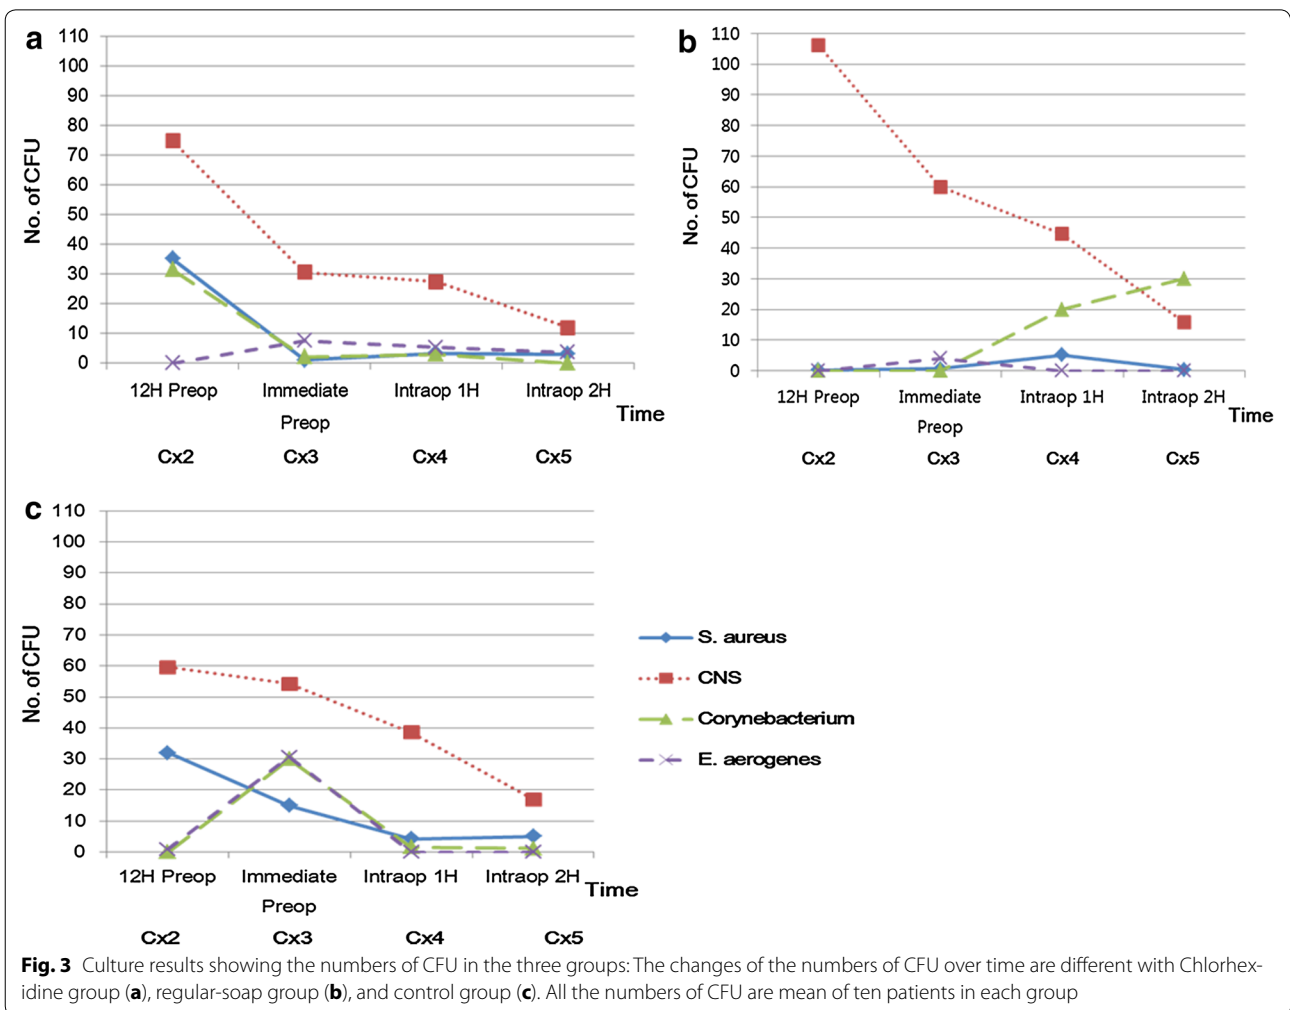 a
110
100
90
80
70
60
50
40
30
20
10
0
No. of CFU
12H Preop Immediate Preop Intraop 1H Intraop 2H
Time
Cx2 Cx3 Cx4 Cx5
b
110
100
90
80
70
60
50
40
30
20
10
0
No. of CFU
12H Preop Immediate Preop Intraop 1H Intraop 2H
Time
Cx2 Cx3 Cx4 Cx5
c
110
100
90
80
70
60
50
40
30
20
10
0
No. of CFU
12H Preop Immediate Preop Intraop 1H Intraop 2H
Time
Cx2 Cx3 Cx4 Cx5
S. aureus
CNS
Corynebacterium
E. aerogenes
Fig. 3 Culture results showing the numbers of CFU in the three groups: The changes of the numbers of CFU over time are different with Chlorhex-
idine group (a), regular-soap group (b), and control group (c). All the numbers of CFU are mean of ten patients in each group